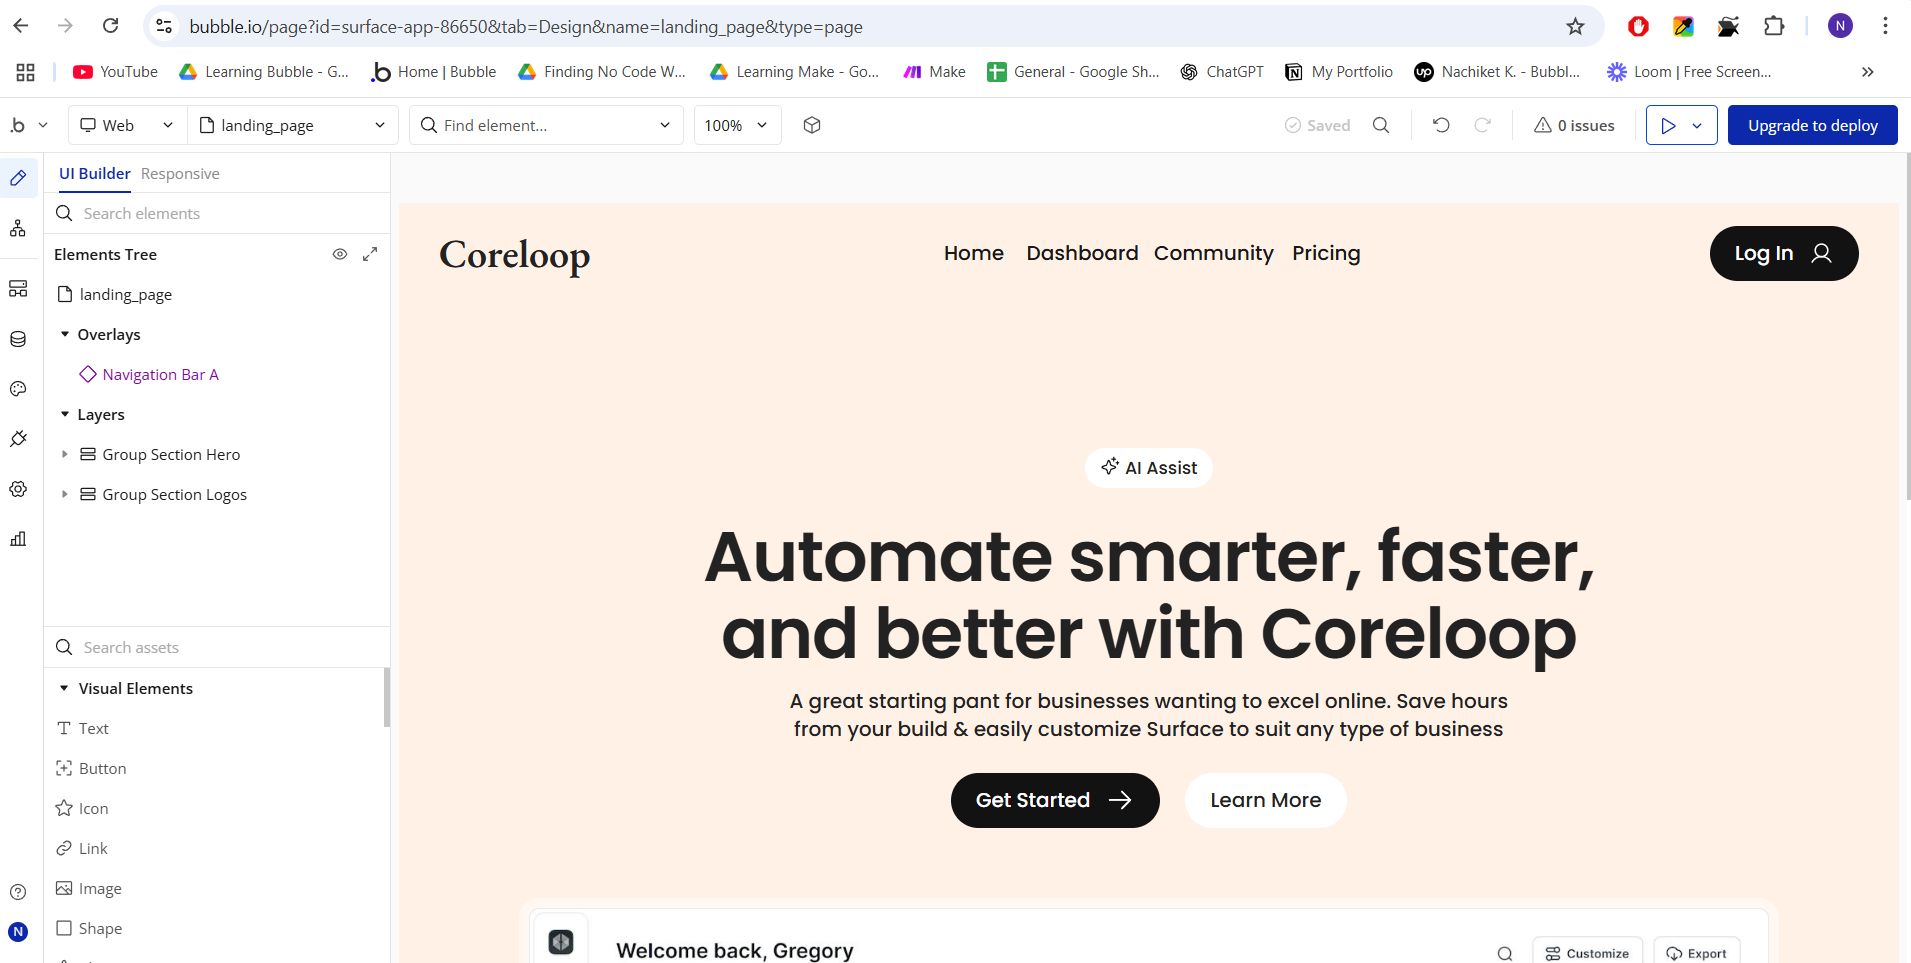 bubble.io/page?id=surface-app-86650&tab=Design&name=landing_page&type=page
N
YouTube
Learning Bubble - G...
Home | Bubble
Finding No Code W...
Learning Make - Go...
Make
General - Google Sh...
ChatGPT
My Portfolio
Nachiket K. - Bubbl...
Loom | Free Screen...
.b
Web
landing_page
Find element...
100%
Saved
0 issues
Upgrade to deploy
UI Builder
Responsive
Search elements
Elements Tree
landing_page
Overlays
Navigation Bar A
Layers
Group Section Hero
Group Section Logos
Search assets
Visual Elements
Text
Button
Icon
Link
Image
Shape
N
Coreloop
Home
Dashboard
Community
Pricing
Log In
AI Assist
Automate smarter, faster,
and better with Coreloop
A great starting pant for businesses wanting to excel online. Save hours
from your build & easily customize Surface to suit any type of business
Get Started
Learn More
Welcome back, Gregory
Customize
Export